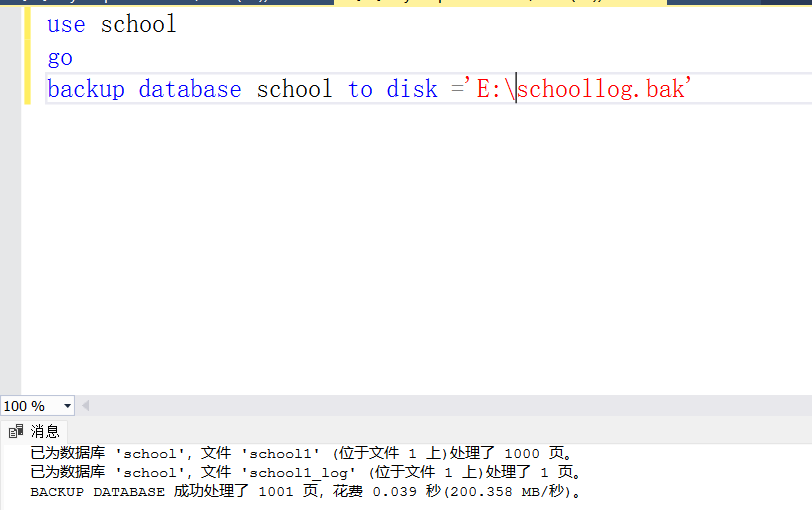 use school
go
backup database school to disk ='E:\schoollog.bak'
100 %
消息
已为数据库 'school'，文件 'school1' (位于文件 1 上)处理了 1000 页。
已为数据库 'school'，文件 'school1_log' (位于文件 1 上)处理了 1 页。
BACKUP DATABASE 成功处理了 1001 页，花费 0.039 秒(200.358 MB/秒)。